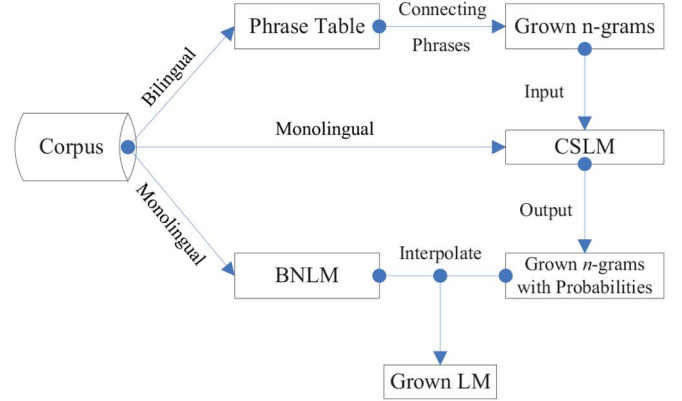 Phrase Table
Connecting
Phrases
Grown n-grams
Bilingual
Input
Corpus
Monolingual
CSLM
Monolingual
Output
BNLM
Interpolate
Grown n-grams
with Probabilities
Grown LM